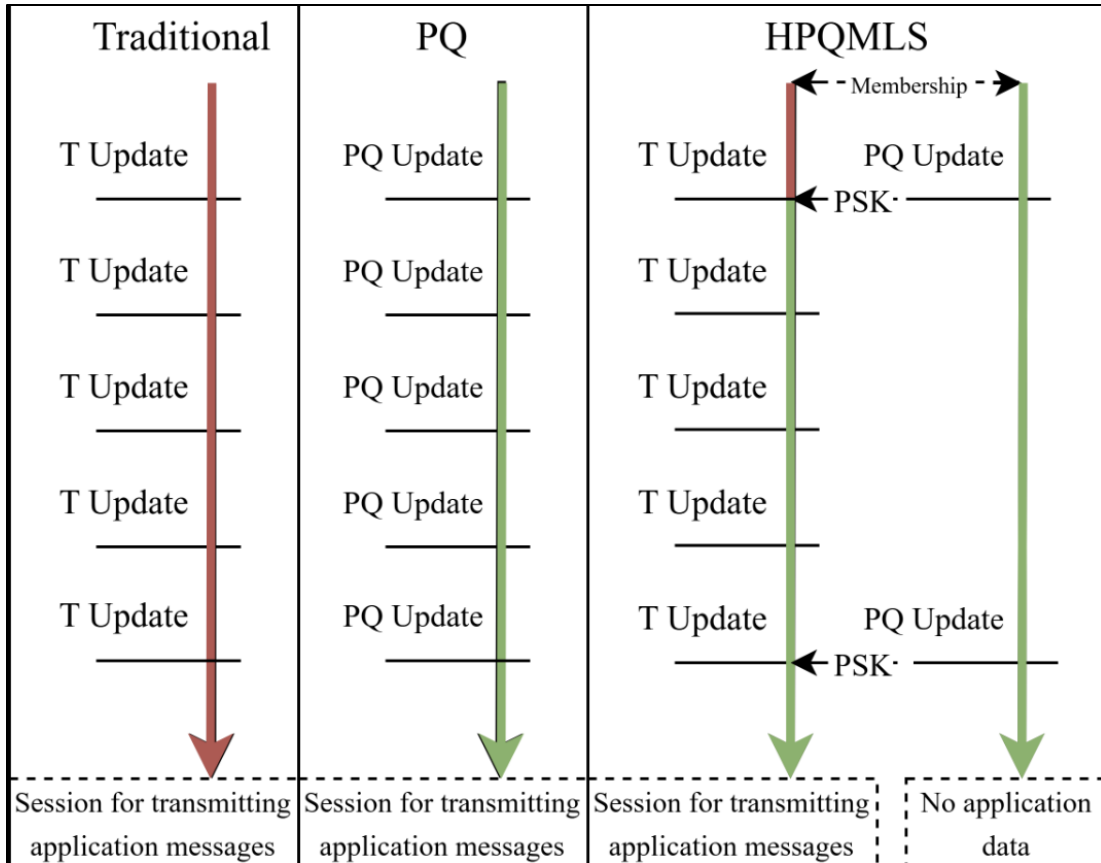 Traditional
PQ
HPQMLS
Membership
T Update
PQ Update
T Update
PQ Update
PSK
T Update
PQ Update
T Update
T Update
PQ Update
T Update
T Update
PQ Update
T Update
T Update
PQ Update
T Update
PQ Update
PSK
Session for transmitting
application messages
Session for transmitting
application messages
Session for transmitting
application messages
No application
data